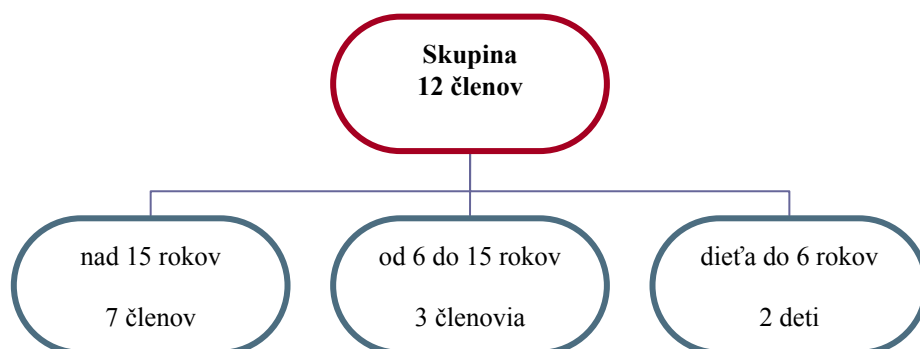 Skupina
12 členov
nad 15 rokov
7 členov
od 6 do 15 rokov
3 členovia
dieťa do 6 rokov
2 deti